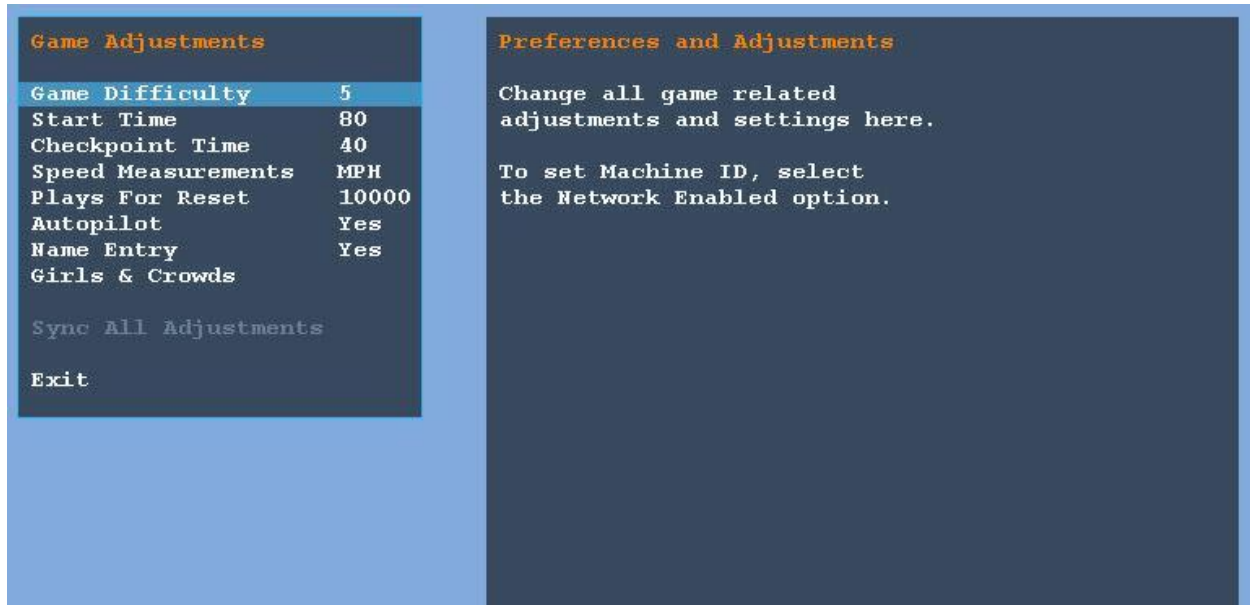 Game Adjustments
Game Difficulty 5
Start Time 80
Checkpoint Time 40
Speed Measurements MPH
Plays For Reset 10000
Autopilot Yes
Name Entry Yes
Girls & Crowds
Sync All Adjustments
Exit
Preferences and Adjustments
Change all game related
adjustments and settings here.
To set Machine ID, select
the Network Enabled option.